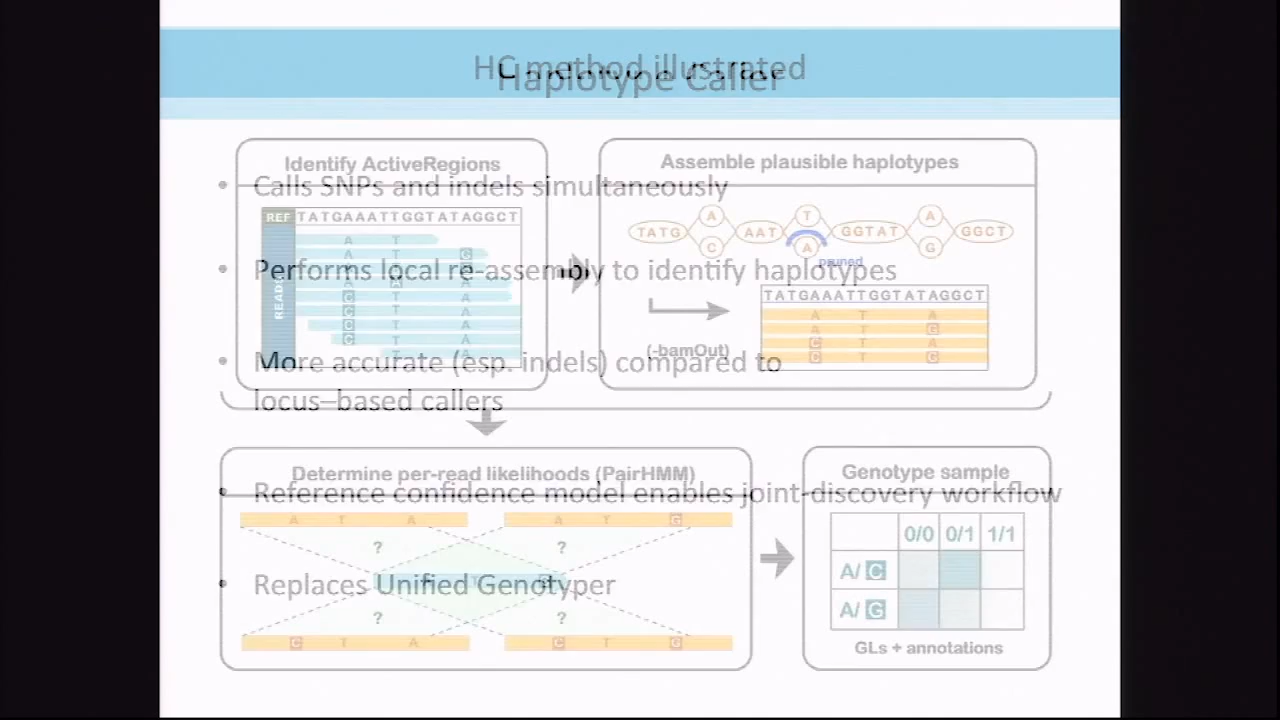 HC method illustrated
Haplotype Caller
Identify ActiveRegions
Assemble plausible haplotypes
• Calls SNPs and indels simultaneously
REF TATGAAATTGGTATAGGCT
A T
A G
A
C T A
C T A
C T A
C T A
TATG A C AAT T A GGTAT A G GGCT
pruned
• Performs local re-assembly to identify haplotypes
TATGAAATTGGTATAGGCT
A T A
A T G
C T A
C T G
(-bamOut)
• More accurate (esp. indels) compared to
locus–based callers
Determine per-read likelihoods (PairHMM)
Genotype sample
• Reference confidence model enables joint-discovery workflow
A T A A T G
0/0 0/1 1/1
? ?
A/ C
• Replaces Unified Genotyper
A/ G
? ?
C T A C T G
GLs + annotations